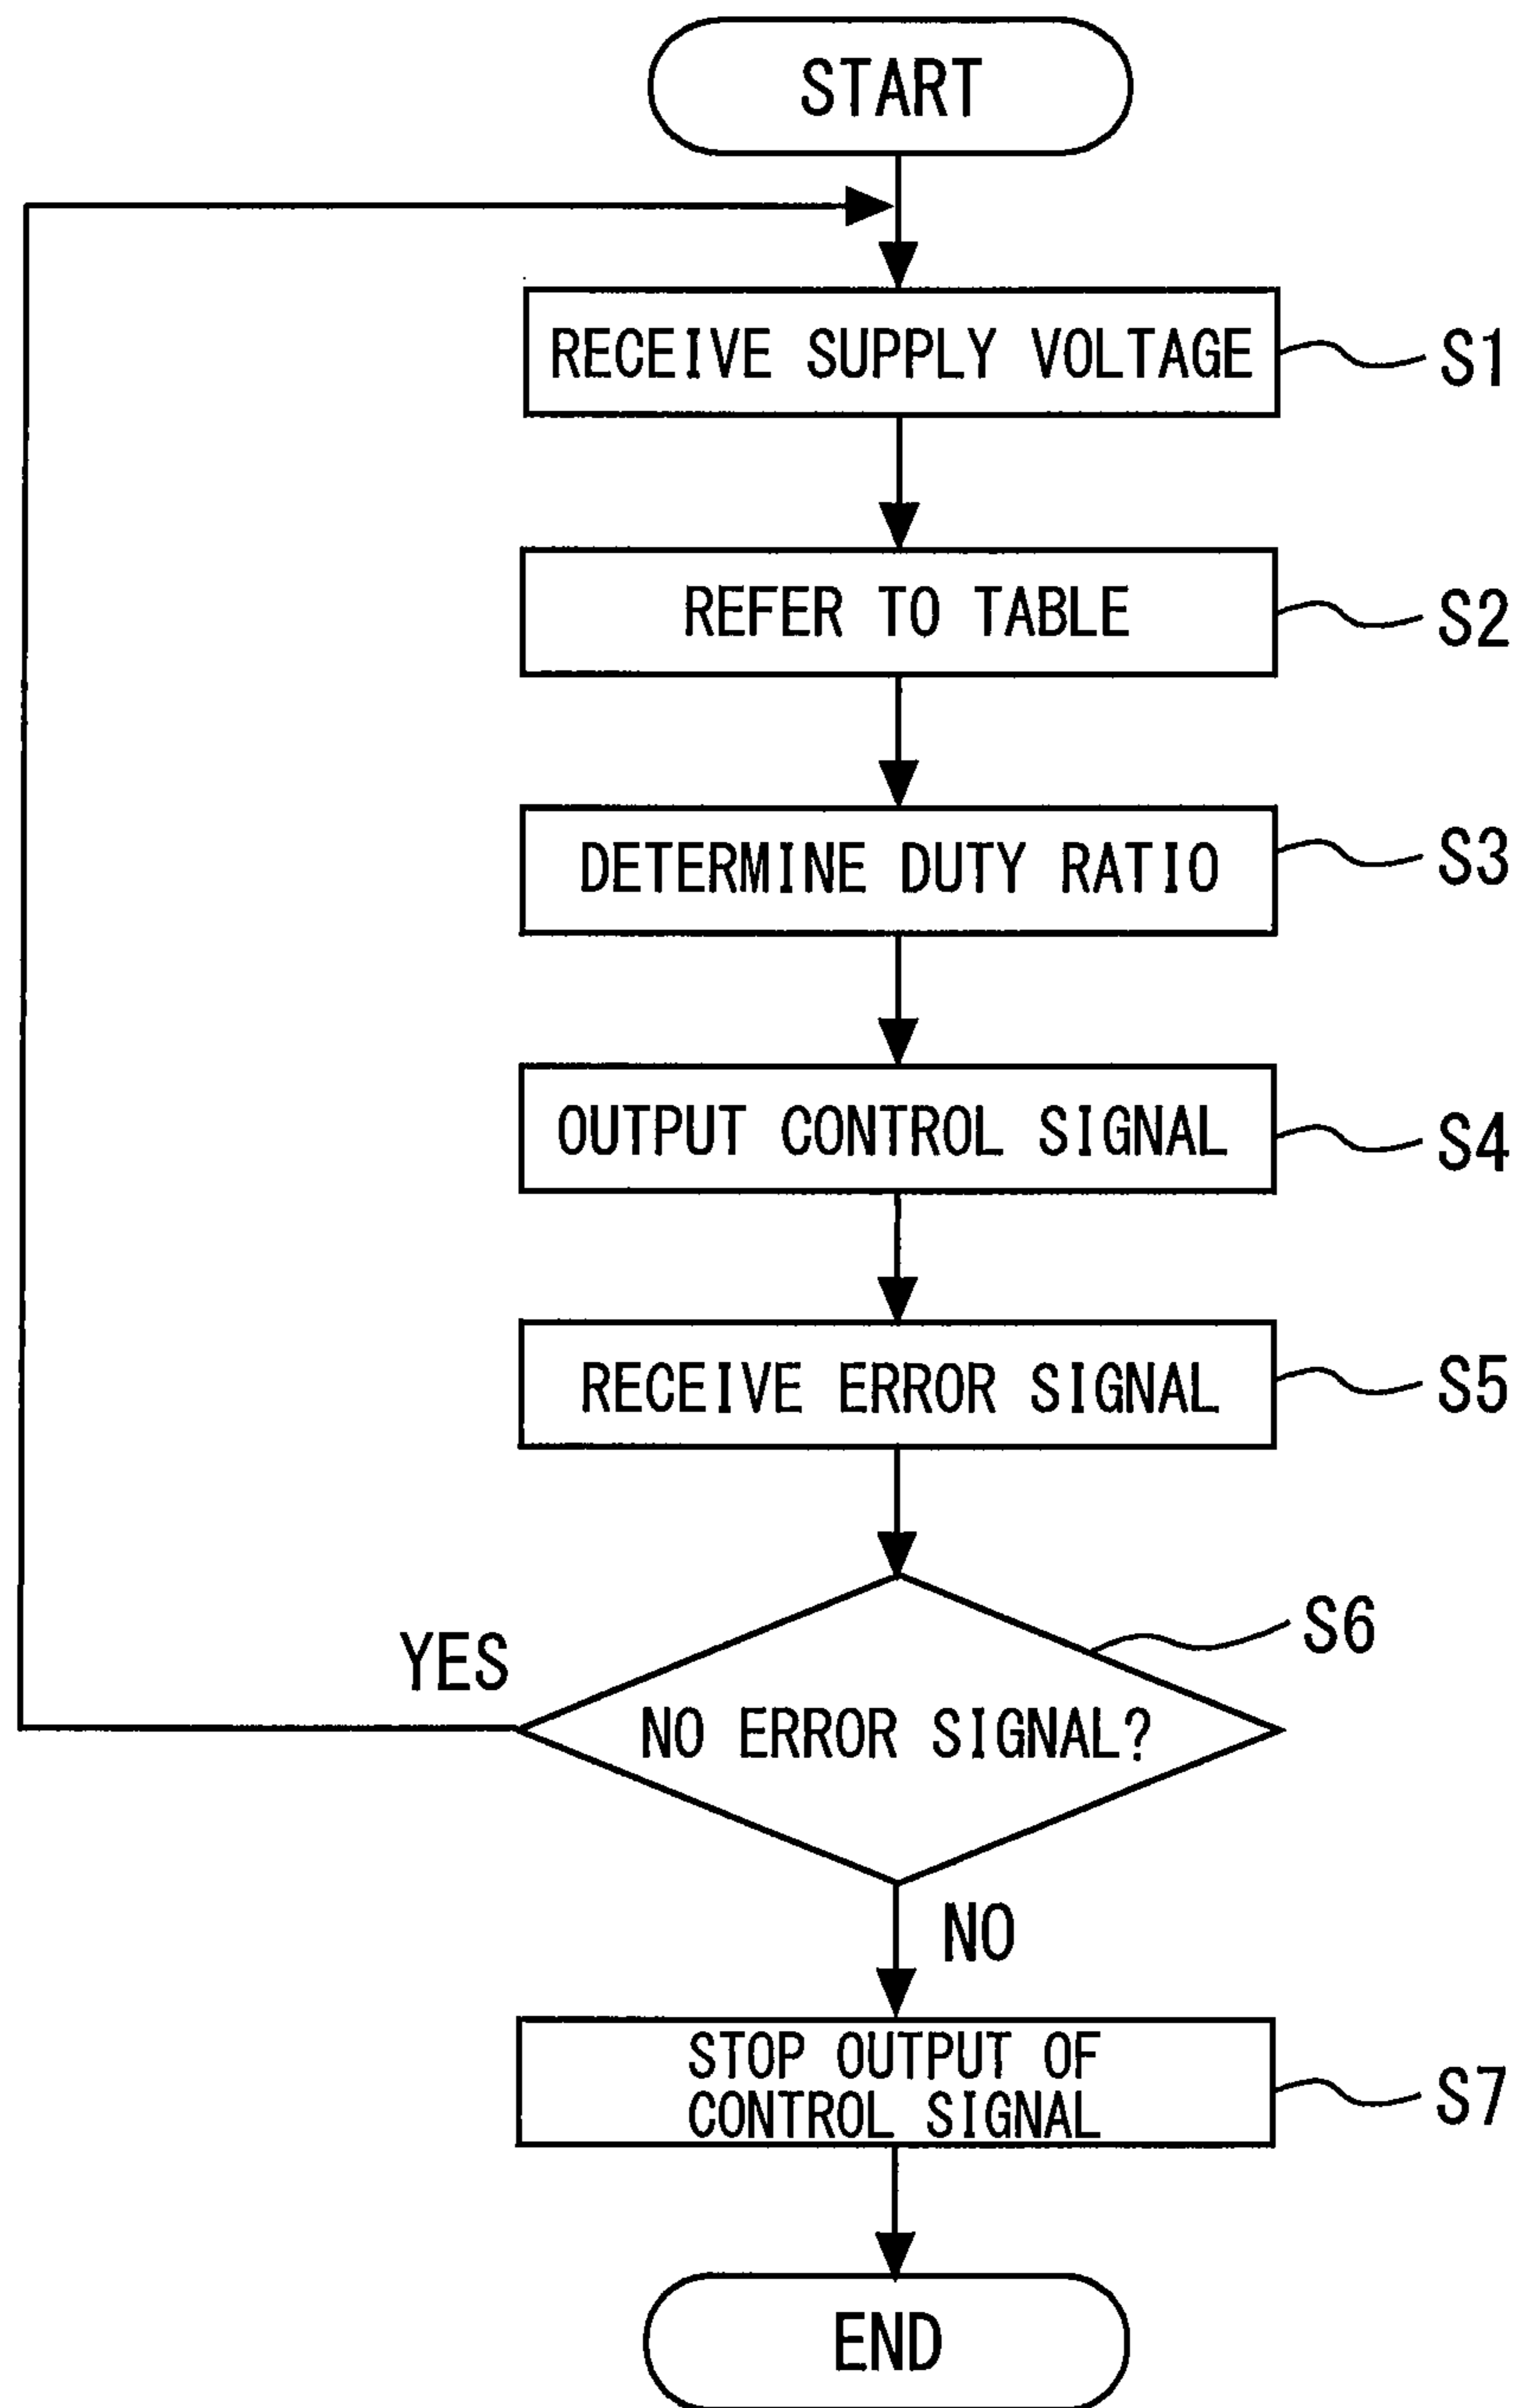 START
RECEIVE SUPPLY VOLTAGE
S1
REFER TO TABLE
S2
DETERMINE DUTY RATIO
S3
OUTPUT CONTROL SIGNAL
S4
RECEIVE ERROR SIGNAL
S5
S6
YES
NO ERROR SIGNAL?
NO
STOP OUTPUT OF
CONTROL SIGNAL
S7
END